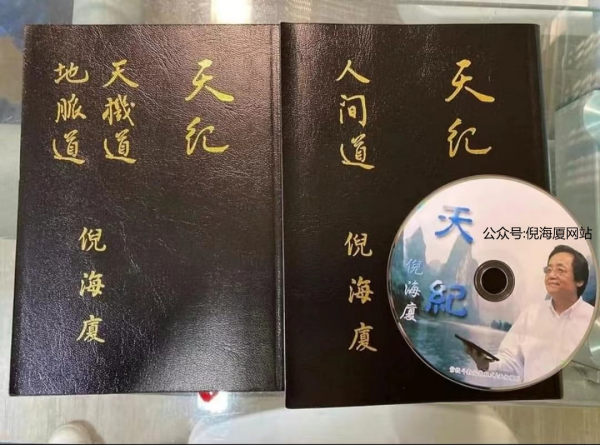 天纪
天機道
地脈道
倪海廈
天纪
人间道
倪海廈
公众号:倪海厦网站
天紀
倪海廈